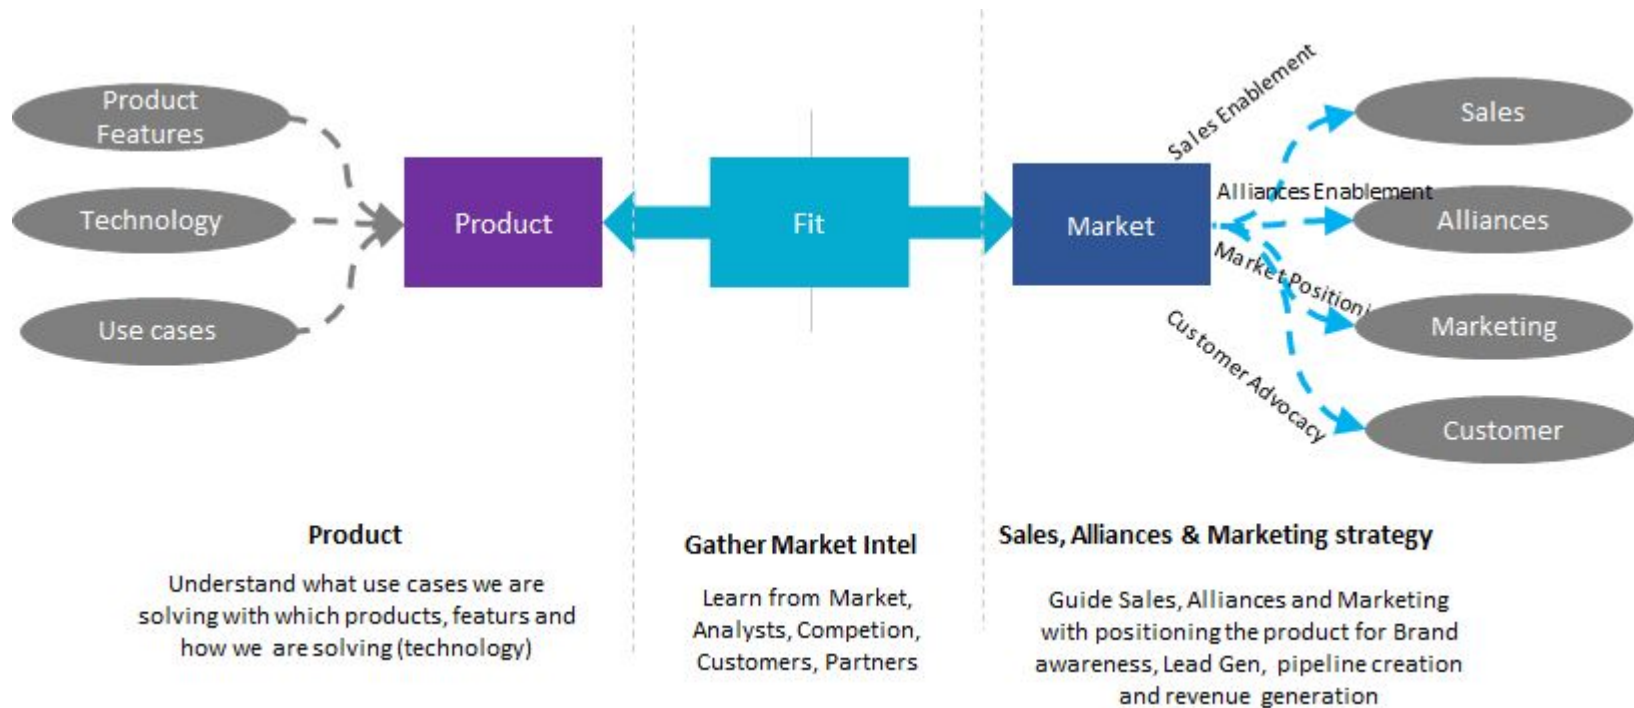 Product
Features
Technology
Use cases
Product
Fit
Market
Sales Enablement
Alliances Enablement
Market Positioni
Customer Advocacy
Sales
Alliances
Marketing
Customer
Product
Understand what use cases we are
solving with which products, featurs and
how we are solving (technology)
Gather Market Intel
Learn from Market,
Analysts, Competion,
Customers, Partners
Sales, Alliances & Marketing strategy
Guide Sales, Alliances and Marketing
with positioning the product for Brand
awareness, Lead Gen, pipeline creation
and revenue generation